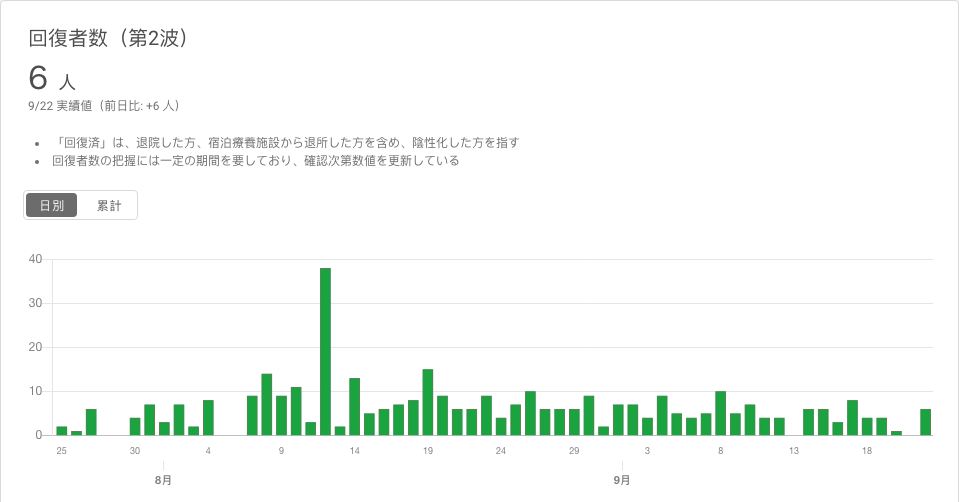 回復者数（第2波）
6 人
9/22 実績値（前日比: +6 人）
• 「回復済」は、退院した方、宿泊療養施設から退所した方を含め、陰性化した方を指す
• 回復者数の把握には一定の期間を要しており、確認次第数値を更新している
日別 累計
40
30
20
10
0
25 30 4 9 14 19 24 29 3 8 13 18
8月 9月